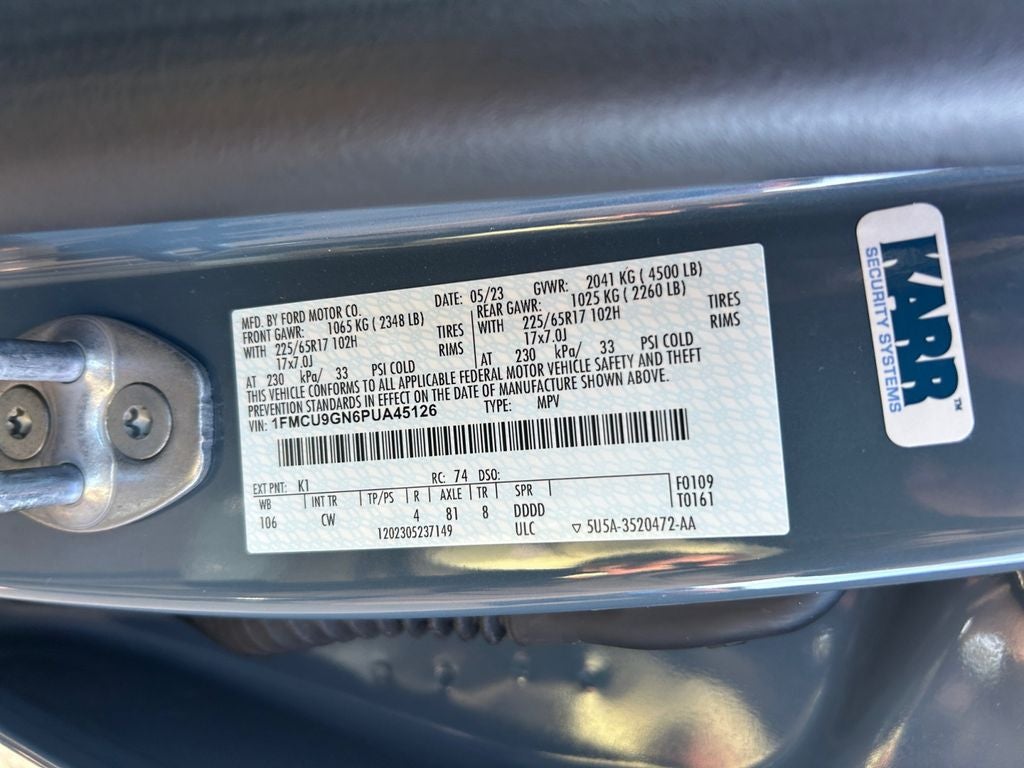 MFD. BY FORD MOTOR CO.
DATE: 05/23 GVWR: 2041 KG ( 4500 LB)
FRONT GAWR: 1065 KG ( 2348 LB)
REAR GAWR: 1025 KG ( 2260 LB)
WITH 225/65R17 102H TIRES
WITH 225/65R17 102H TIRES
17x7.0J RIMS
17x7.0J RIMS
AT 230 kPa/ 33 PSI COLD
AT 230 kPa/ 33 PSI COLD
THIS VEHICLE CONFORMS TO ALL APPLICABLE FEDERAL MOTOR VEHICLE SAFETY AND THEFT
PREVENTION STANDARDS IN EFFECT ON THE DATE OF MANUFACTURE SHOWN ABOVE.
VIN: 1FMCU9GN6PUA45126 TYPE: MPV
EXT PNT: K1 RC: 74 DSO:
WB INT TR TP/PS R AXLE TR SPR F0109
106 CW 4 81 8 DDDD T0161
1202305237149 ULC ▽ 5U5A-3520472-AA
KARR™
SECURITY SYSTEMS